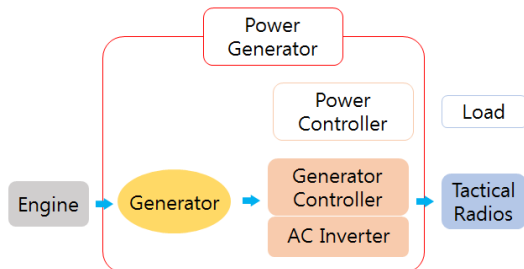 Power
Generator
Power
Controller
Load
Engine
Generator
Generator
Controller
AC Inverter
Tactical
Radios